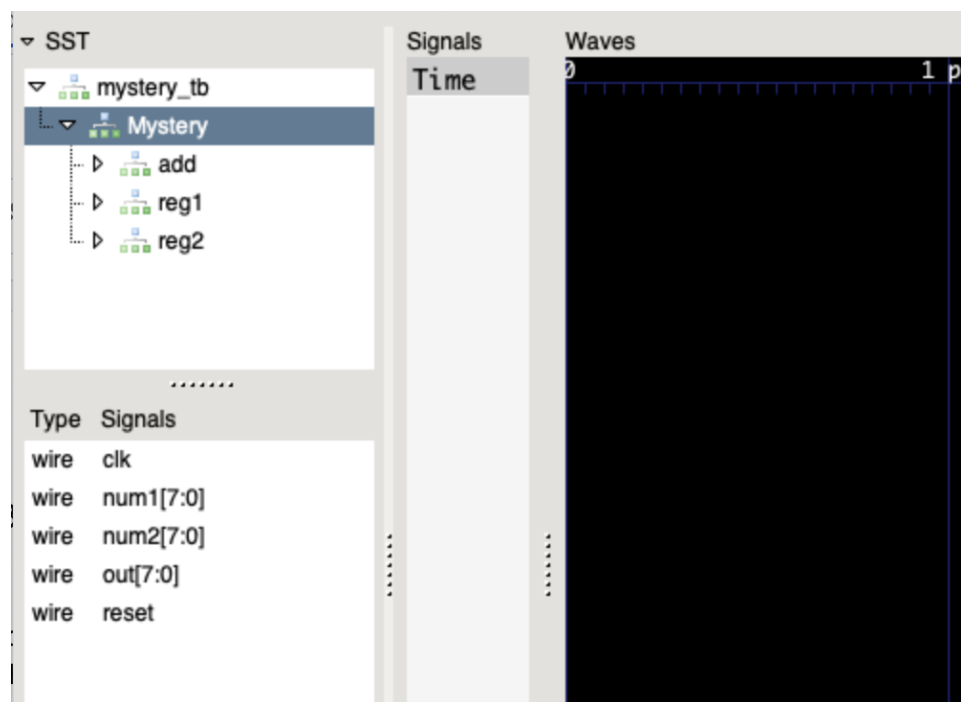 SST
mystery_tb
Mystery
add
reg1
reg2
Type Signals
wire clk
wire num1[7:0]
wire num2[7:0]
wire out[7:0]
wire reset
Signals
Time
Waves
0 1 p